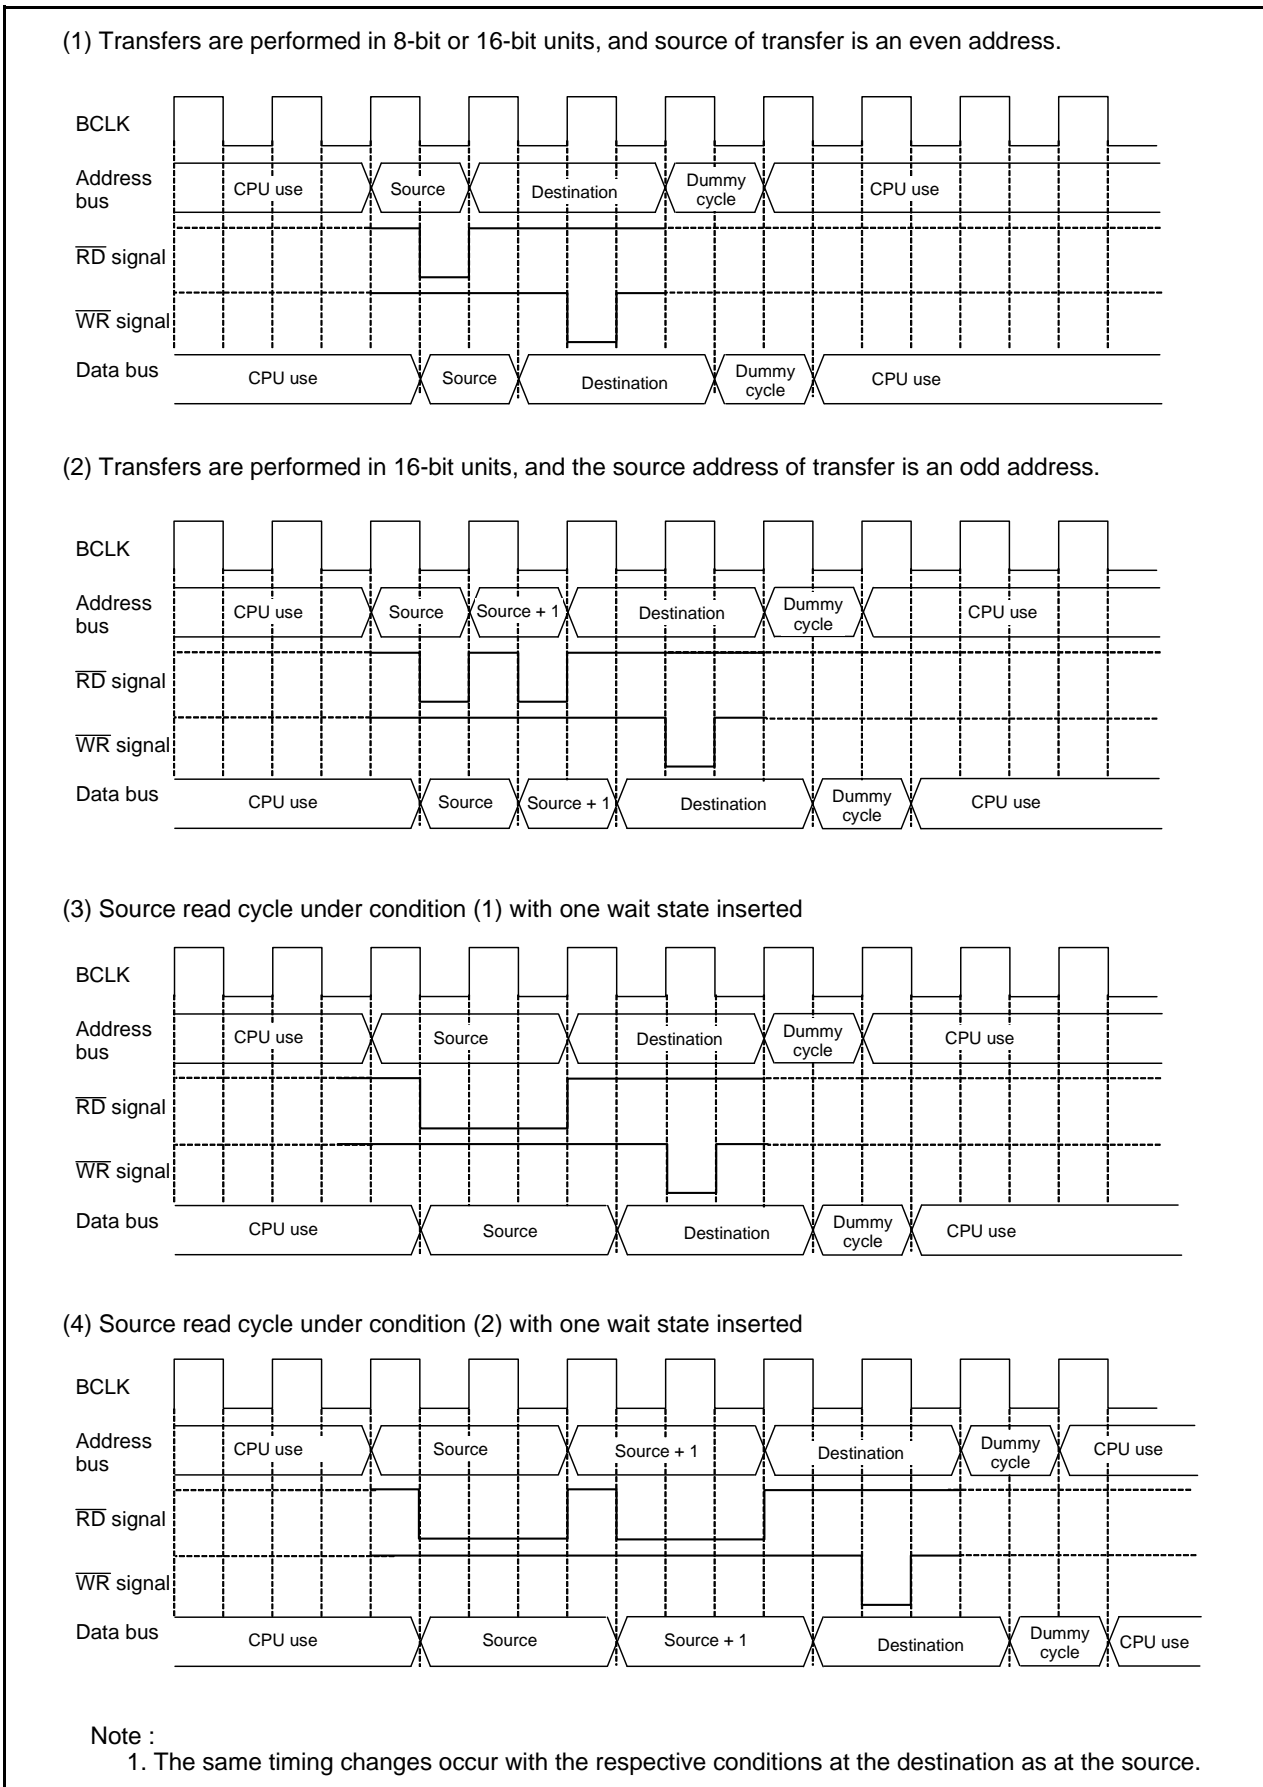 (1) Transfers are performed in 8-bit or 16-bit units, and source of transfer is an even address.
BCLK
Address
bus
CPU use
Source
Destination
Dummy
cycle
CPU use
RD signal
WR signal
Data bus
CPU use
Source
Destination
Dummy
cycle
CPU use
(2) Transfers are performed in 16-bit units, and the source address of transfer is an odd address.
BCLK
Address
bus
CPU use
Source
Source + 1
Destination
Dummy
cycle
CPU use
RD signal
WR signal
Data bus
CPU use
Source
Source + 1
Destination
Dummy
cycle
CPU use
(3) Source read cycle under condition (1) with one wait state inserted
BCLK
Address
bus
CPU use
Source
Destination
Dummy
cycle
CPU use
RD signal
WR signal
Data bus
CPU use
Source
Destination
Dummy
cycle
CPU use
(4) Source read cycle under condition (2) with one wait state inserted
BCLK
Address
bus
CPU use
Source
Source + 1
Destination
Dummy
cycle
CPU use
RD signal
WR signal
Data bus
CPU use
Source
Source + 1
Destination
Dummy
cycle
CPU use
Note :
1. The same timing changes occur with the respective conditions at the destination as at the source.